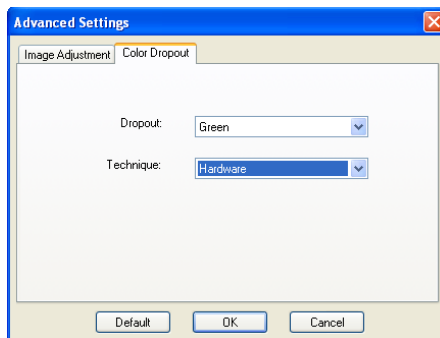 Advanced Settings
Image Adjustment Color Dropout
Dropout: Green
Technique: Hardware
Default OK Cancel